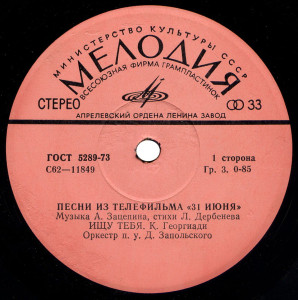 МИНИСТЕРСТВО КУЛЬТУРЫ СССР
МЕЛОДИЯ
ВСЕСОЮЗНАЯ ФИРМА ГРАМПЛАСТИНОК
СТЕРЕО
33
АПРЕЛЕВСКИЙ ОРДЕНА ЛЕНИНА ЗАВОД
ГОСТ 5289-73
1 сторона
С62—11849
Гр. 3, 0-85
ПЕСНИ ИЗ ТЕЛЕФИЛЬМА «31 ИЮНЯ»
Музыка А. Зацепина, стихи Л. Дербенева
ИЩУ ТЕБЯ. К. Георгиади
Оркестр п. у. Д. Запольского